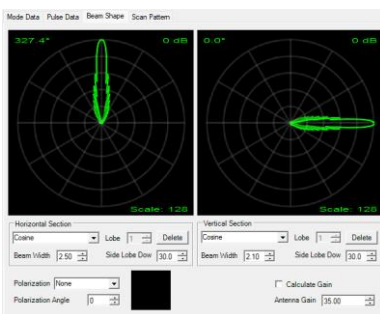 Mode Data Pulse Data Beam Shape Scan Pattern
327.4° 0 dB 0.0° 0 dB
Scale: 128 Scale: 128
Horizontal Section Vertical Section
Cosine Lobe 1 Delete Cosine Lobe 1 Delete
Beam Width 2.50 Side Lobe Dow 30.0 Beam Width 2.10 Side Lobe Dow 30.0
Polarization None Calculate Gain
Polarization Angle 0 Antenna Gain 35.00